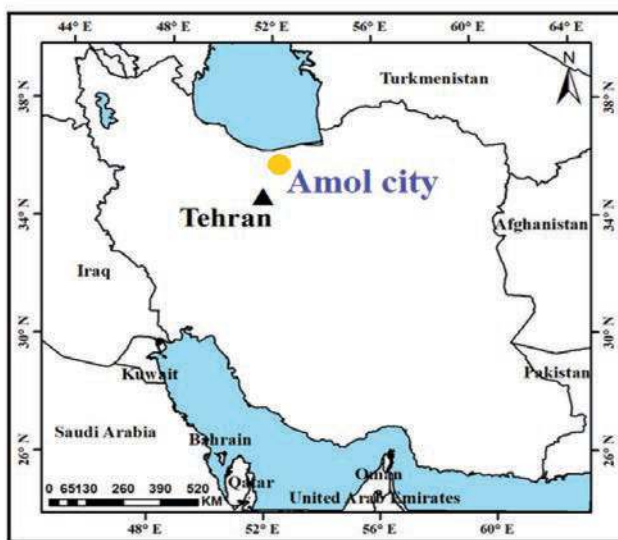 44° E 48° E 52° E 56° E 60° E 64° E
N
Turkmenistan
38° N 38° N
Amol city
Tehran
34° N 34° N
Afghanistan
Iraq
30° N 30° N
Kuwait
Pakistan
Saudi Arabia
Bahrain
26° N 26° N
Oman
Qatar
United Arab Emirates
0 65130 260 390 520
KM
48° E 52° E 56° E 60° E